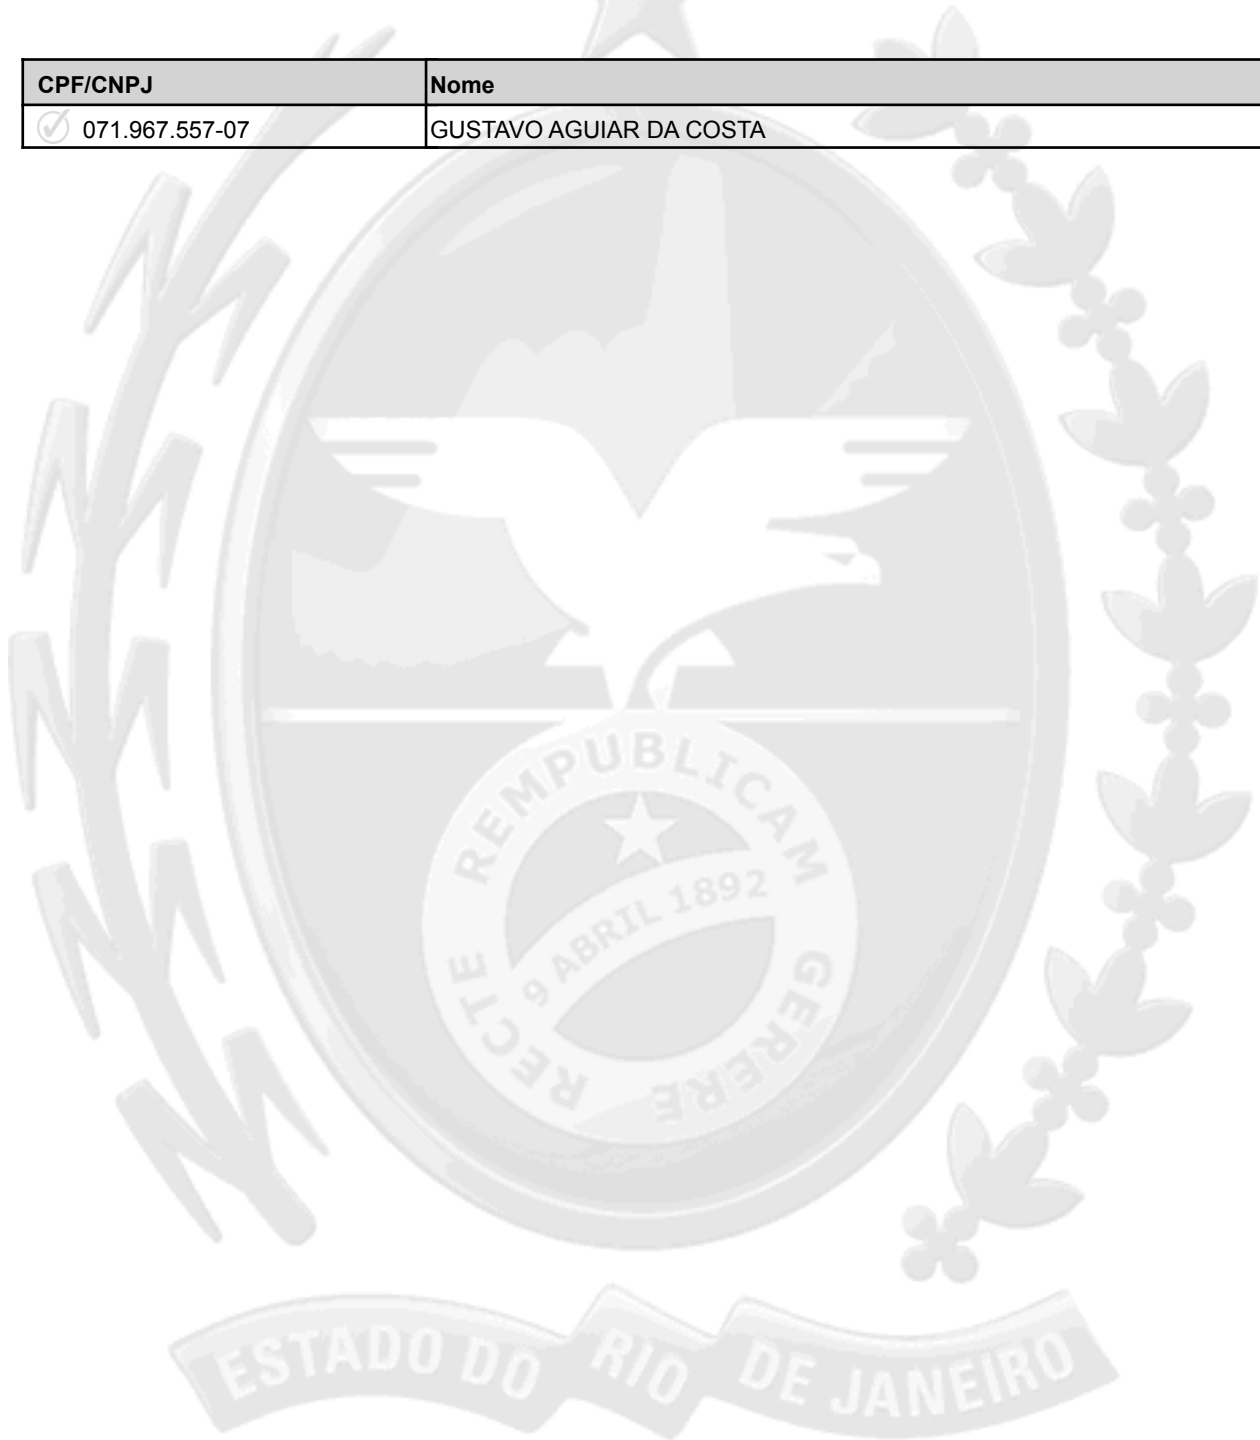 CPF/CNPJ Nome
071.967.557-07 GUSTAVO AGUIAR DA COSTA
REMPUBLICAM
9 ABRIL 1892
RECTE GERERE
ESTADO DO RIO DE JANEIRO